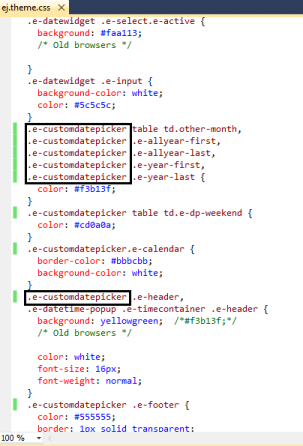 ej.theme.css
.e-datewidget .e-select.e-active {
background: #faa113;
/* Old browsers */
}
.e-datewidget .e-input {
background-color: white;
color: #5c5c5c;
}
.e-customdatepicker table td.other-month,
.e-customdatepicker .e-allyear-first,
.e-customdatepicker .e-allyear-last,
.e-customdatepicker .e-year-first,
.e-customdatepicker .e-year-last {
color: #f3b13f;
}
.e-customdatepicker table td.e-dp-weekend {
color: #cd0a0a;
}
.e-customdatepicker.e-calendar {
border-color: #bbbcbb;
background-color: white;
}
.e-customdatepicker .e-header,
.e-datetime-popup .e-timecontainer .e-header {
background: yellowgreen; /*#f3b13f;*/
/* Old browsers */
color: white;
font-size: 16px;
font-weight: normal;
}
.e-customdatepicker .e-footer {
color: #555555;
border: 1px solid transparent;
100 %